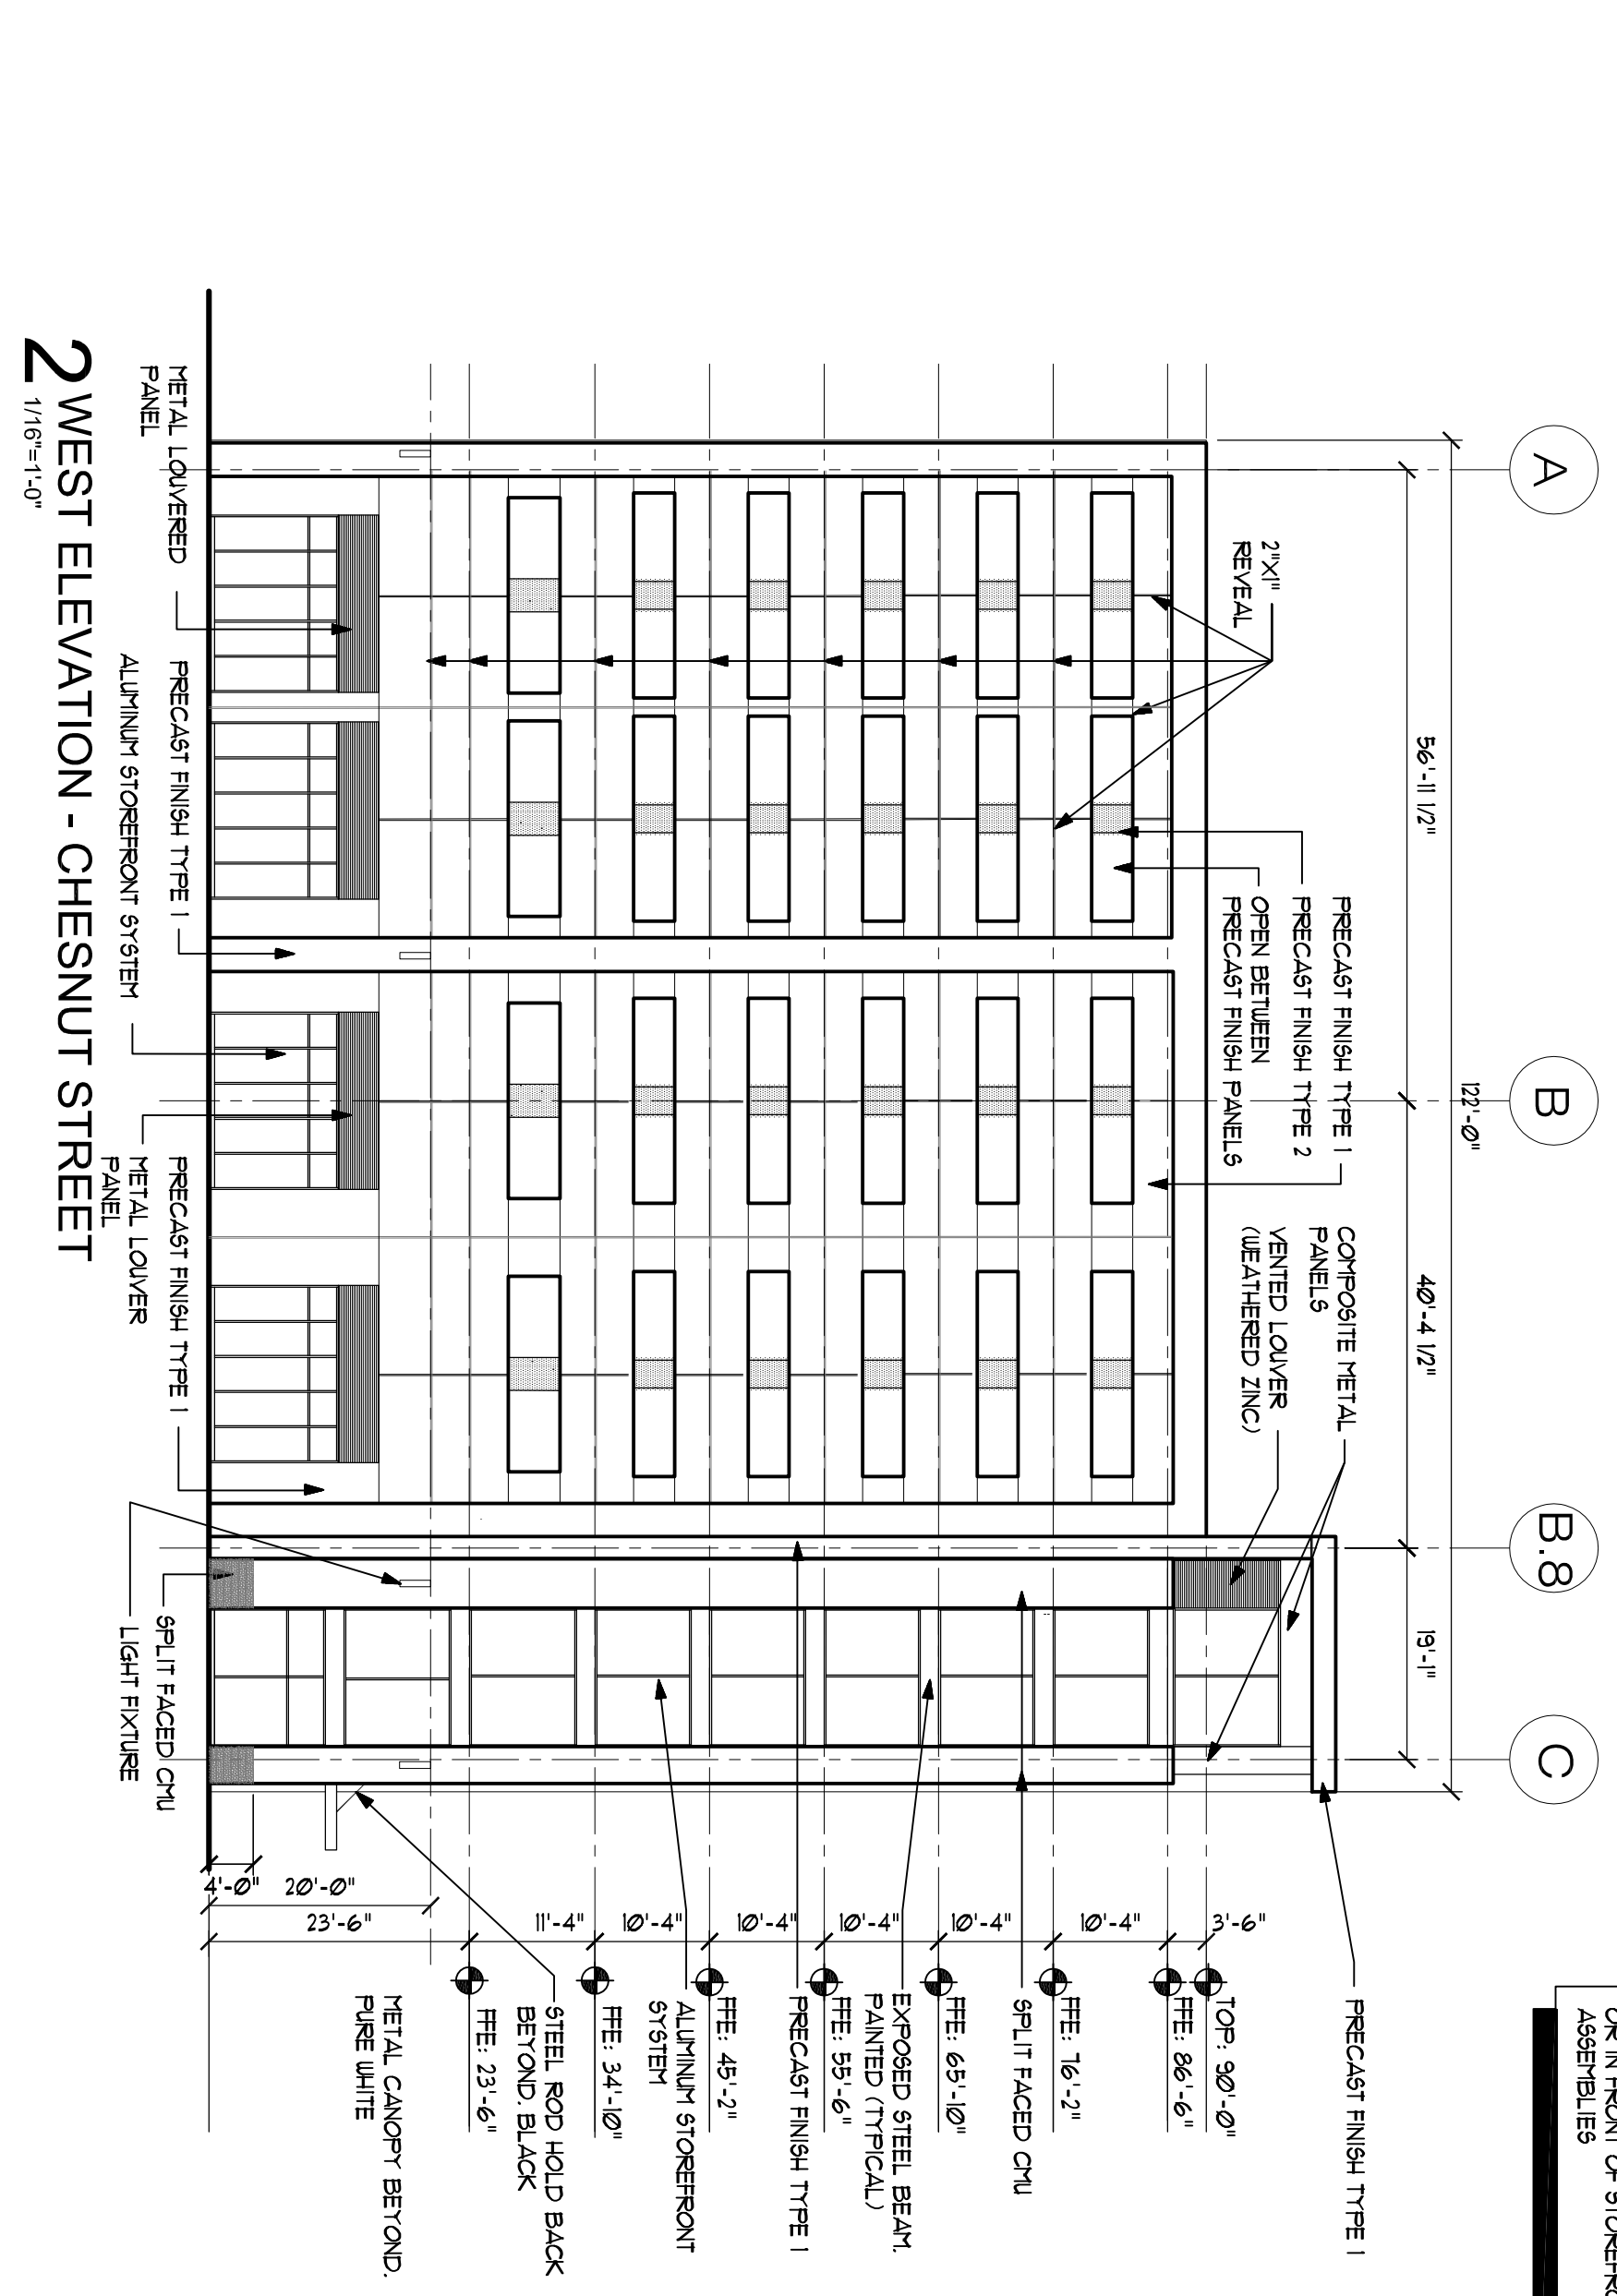 A
B
B.8
C
122'-0"
56'-11 1/2"
40'-4 1/2"
19'-1"
2"X1"
REVEAL
PRECAST FINISH TYPE 1
PRECAST FINISH TYPE 2
OPEN BETWEEN
PRECAST FINISH PANELS
COMPOSITE METAL
PANELS
VENTED LOUVER
(WEATHERED ZINC)
PRECAST FINISH TYPE 1
3'-6"
TOP: 90'-0"
FFE: 86'-6"
10'-4"
FFE: 76'-2"
SPLIT FACED CMU
10'-4"
FFE: 65'-10"
EXPOSED STEEL BEAM.
PAINTED (TYPICAL)
10'-4"
FFE: 55'-6"
PRECAST FINISH TYPE 1
10'-4"
FFE: 45'-2"
ALUMINUM STOREFRONT
SYSTEM
10'-4"
FFE: 34'-10"
11'-4"
STEEL ROD HOLD BACK
BEYOND. BLACK
FFE: 23'-6"
METAL CANOPY BEYOND.
PURE WHITE
23'-6"
20'-0"
4'-0"
METAL LOUVERED
PANEL
PRECAST FINISH TYPE 1
ALUMINUM STOREFRONT SYSTEM
PRECAST FINISH TYPE 1
METAL LOUVER
PANEL
SPLIT FACED CMU
LIGHT FIXTURE
2 WEST ELEVATION - CHESNUT STREET
1/16"=1'-0"
OR IN FRONT OF
ASSEMBLIES